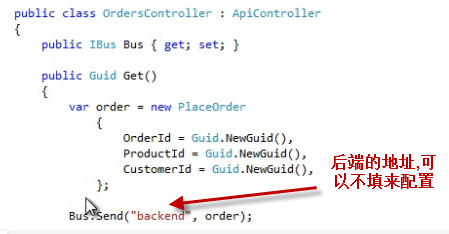 public class OrdersController : ApiController
{
public IBus Bus { get; set; }
public Guid Get()
{
var order = new PlaceOrder
{
OrderId = Guid.NewGuid(),
ProductId = Guid.NewGuid(),
CustomerId = Guid.NewGuid(),
};
Bus.Send("backend", order);
后端的地址,可
以不填来配置